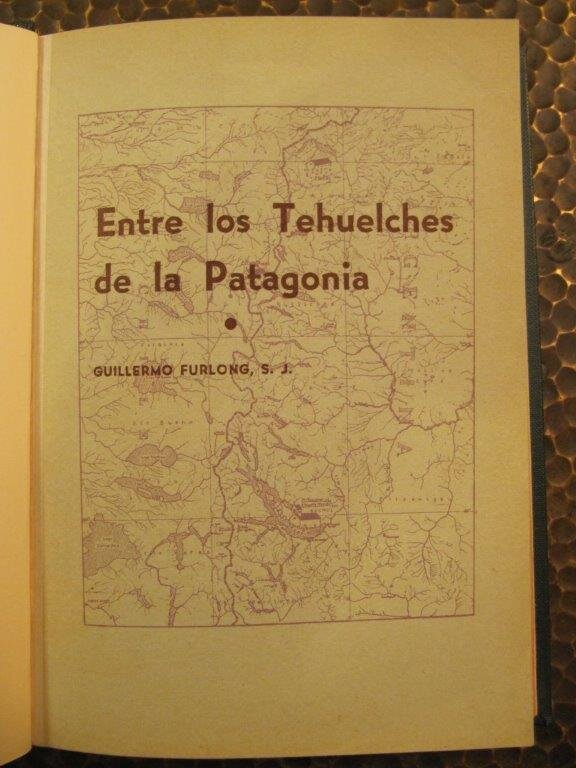 Entre los Tehuelches
de la Patagonia
GUILLERMO FURLONG, S. J.